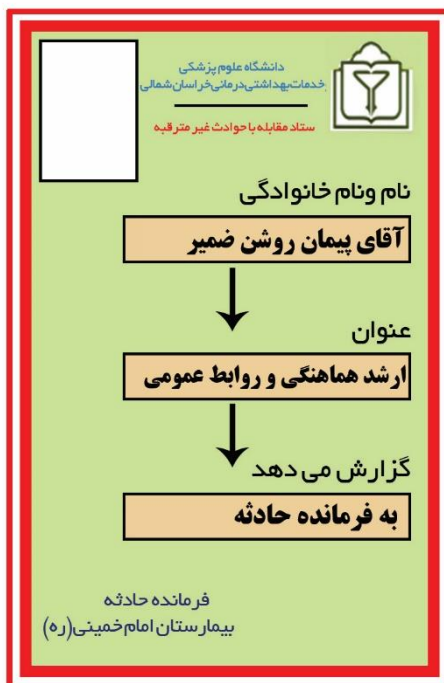 دانشگاه علوم پزشکی
خدمات بهداشتی درمانی خراسان شمالی
ستاد مقابله با حوادث غیر مترقبه
نام ونام خانوادگی
آقای پیمان روشن ضمیر
عنوان
ارشد هماهنگی و روابط عمومی
گزارش می دهد
به فرمانده حادثه
فرمانده حادثه
بیمارستان امام خمینی(ره)